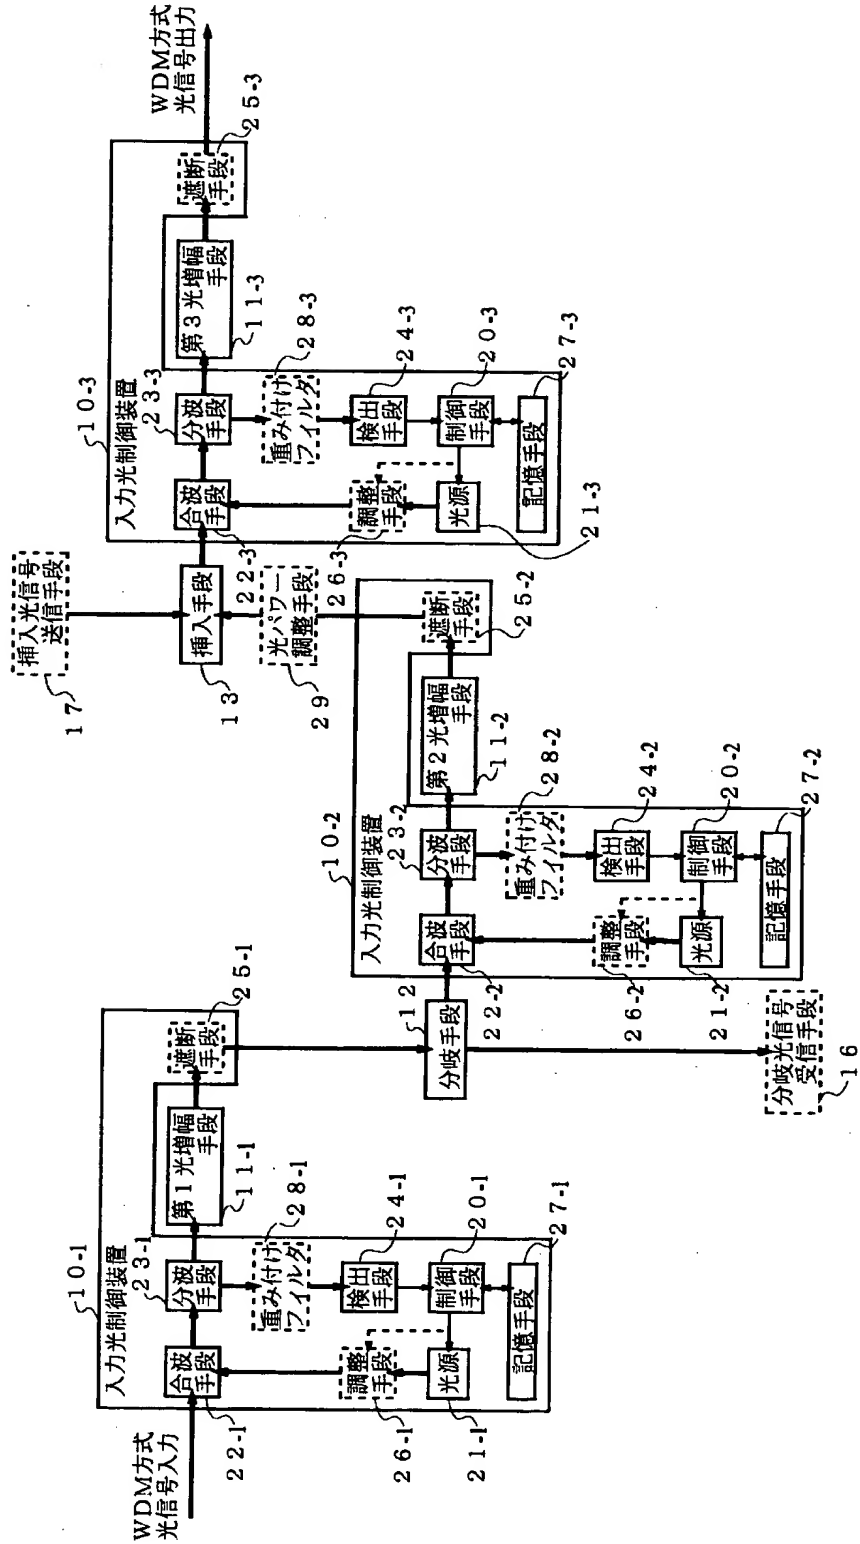 WDM方式
光信号入力
10-1
入力光制御装置
22-1
合波
手段
23-1
分波
手段
第1光増幅
手段
11-1
遮断
手段
25-1
28-1
重み付け
フィルタ
24-1
検出
手段
20-1
制御
手段
調整
手段
26-1
光源
21-1
記憶手段
27-1
12
分岐手段
分岐光信号
受信手段
16
10-2
入力光制御装置
22-2
合波
手段
23-2
分波
手段
第2光増幅
手段
11-2
遮断
手段
25-2
28-2
重み付け
フィルタ
24-2
検出
手段
20-2
制御
手段
調整
手段
26-2
光源
21-2
記憶手段
27-2
光パワー
調整手段
29
挿入光信号
送信手段
17
挿入手段
13
10-3
入力光制御装置
22-3
合波
手段
23-3
分波
手段
第3光増幅
手段
11-3
遮断
手段
25-3
28-3
重み付け
フィルタ
24-3
検出
手段
20-3
制御
手段
調整
手段
26-3
光源
21-3
記憶手段
27-3
WDM方式
光信号出力